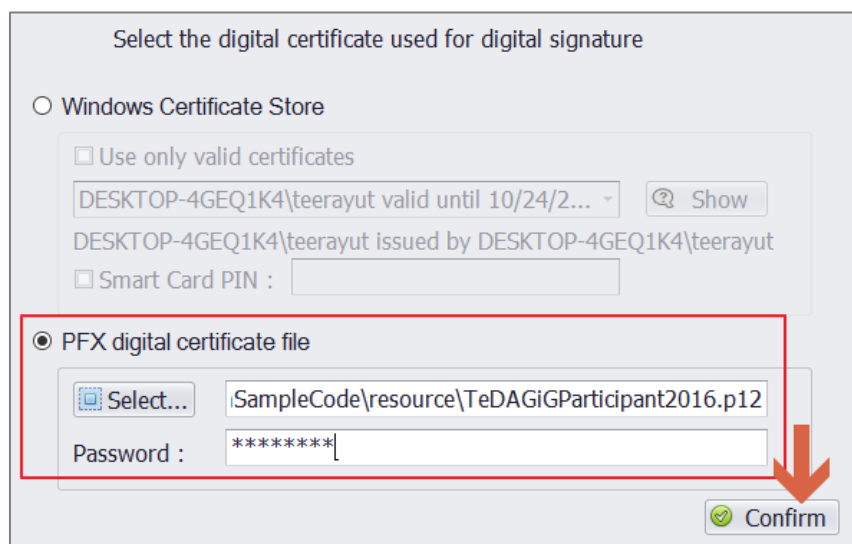 Select the digital certificate used for digital signature
Windows Certificate Store
Use only valid certificates
DESKTOP-4GEQ1K4\teerayut valid until 10/24/2... Show
DESKTOP-4GEQ1K4\teerayut issued by DESKTOP-4GEQ1K4\teerayut
Smart Card PIN :
PFX digital certificate file
Select... SampleCode\resource\TeDAGiGParticipant2016.p12
Password : ********
Confirm